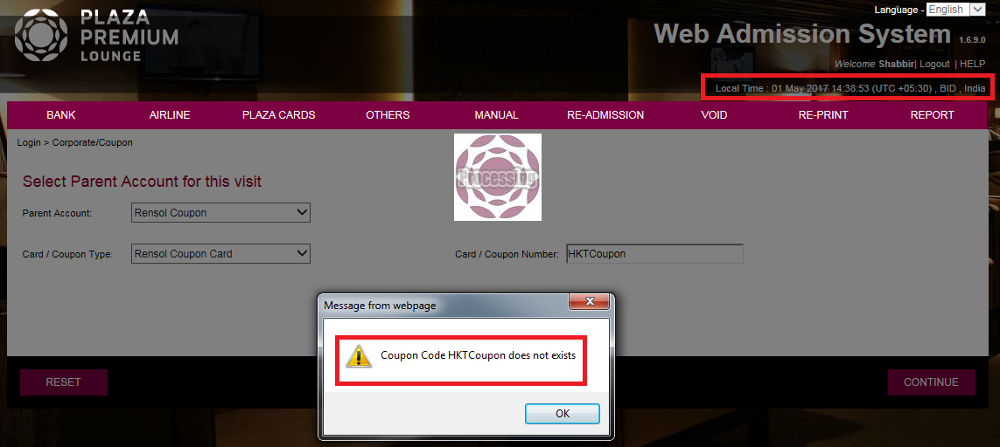 PLAZA
PREMIUM
LOUNGE
Language - English
Web Admission System 1.6.9.0
Welcome Shabbir| Logout | HELP
Local Time : 01 May 2017 14:38:53 (UTC +05:30) , BID , India
BANK AIRLINE PLAZA CARDS OTHERS MANUAL RE-ADMISSION VOID RE-PRINT REPORT
Login > Corporate/Coupon
Processing
Select Parent Account for this visit
Parent Account: Rensol Coupon
Card / Coupon Type: Rensol Coupon Card Card / Coupon Number: HKTCoupon
Message from webpage
Coupon Code HKTCoupon does not exists
RESET CONTINUE
OK